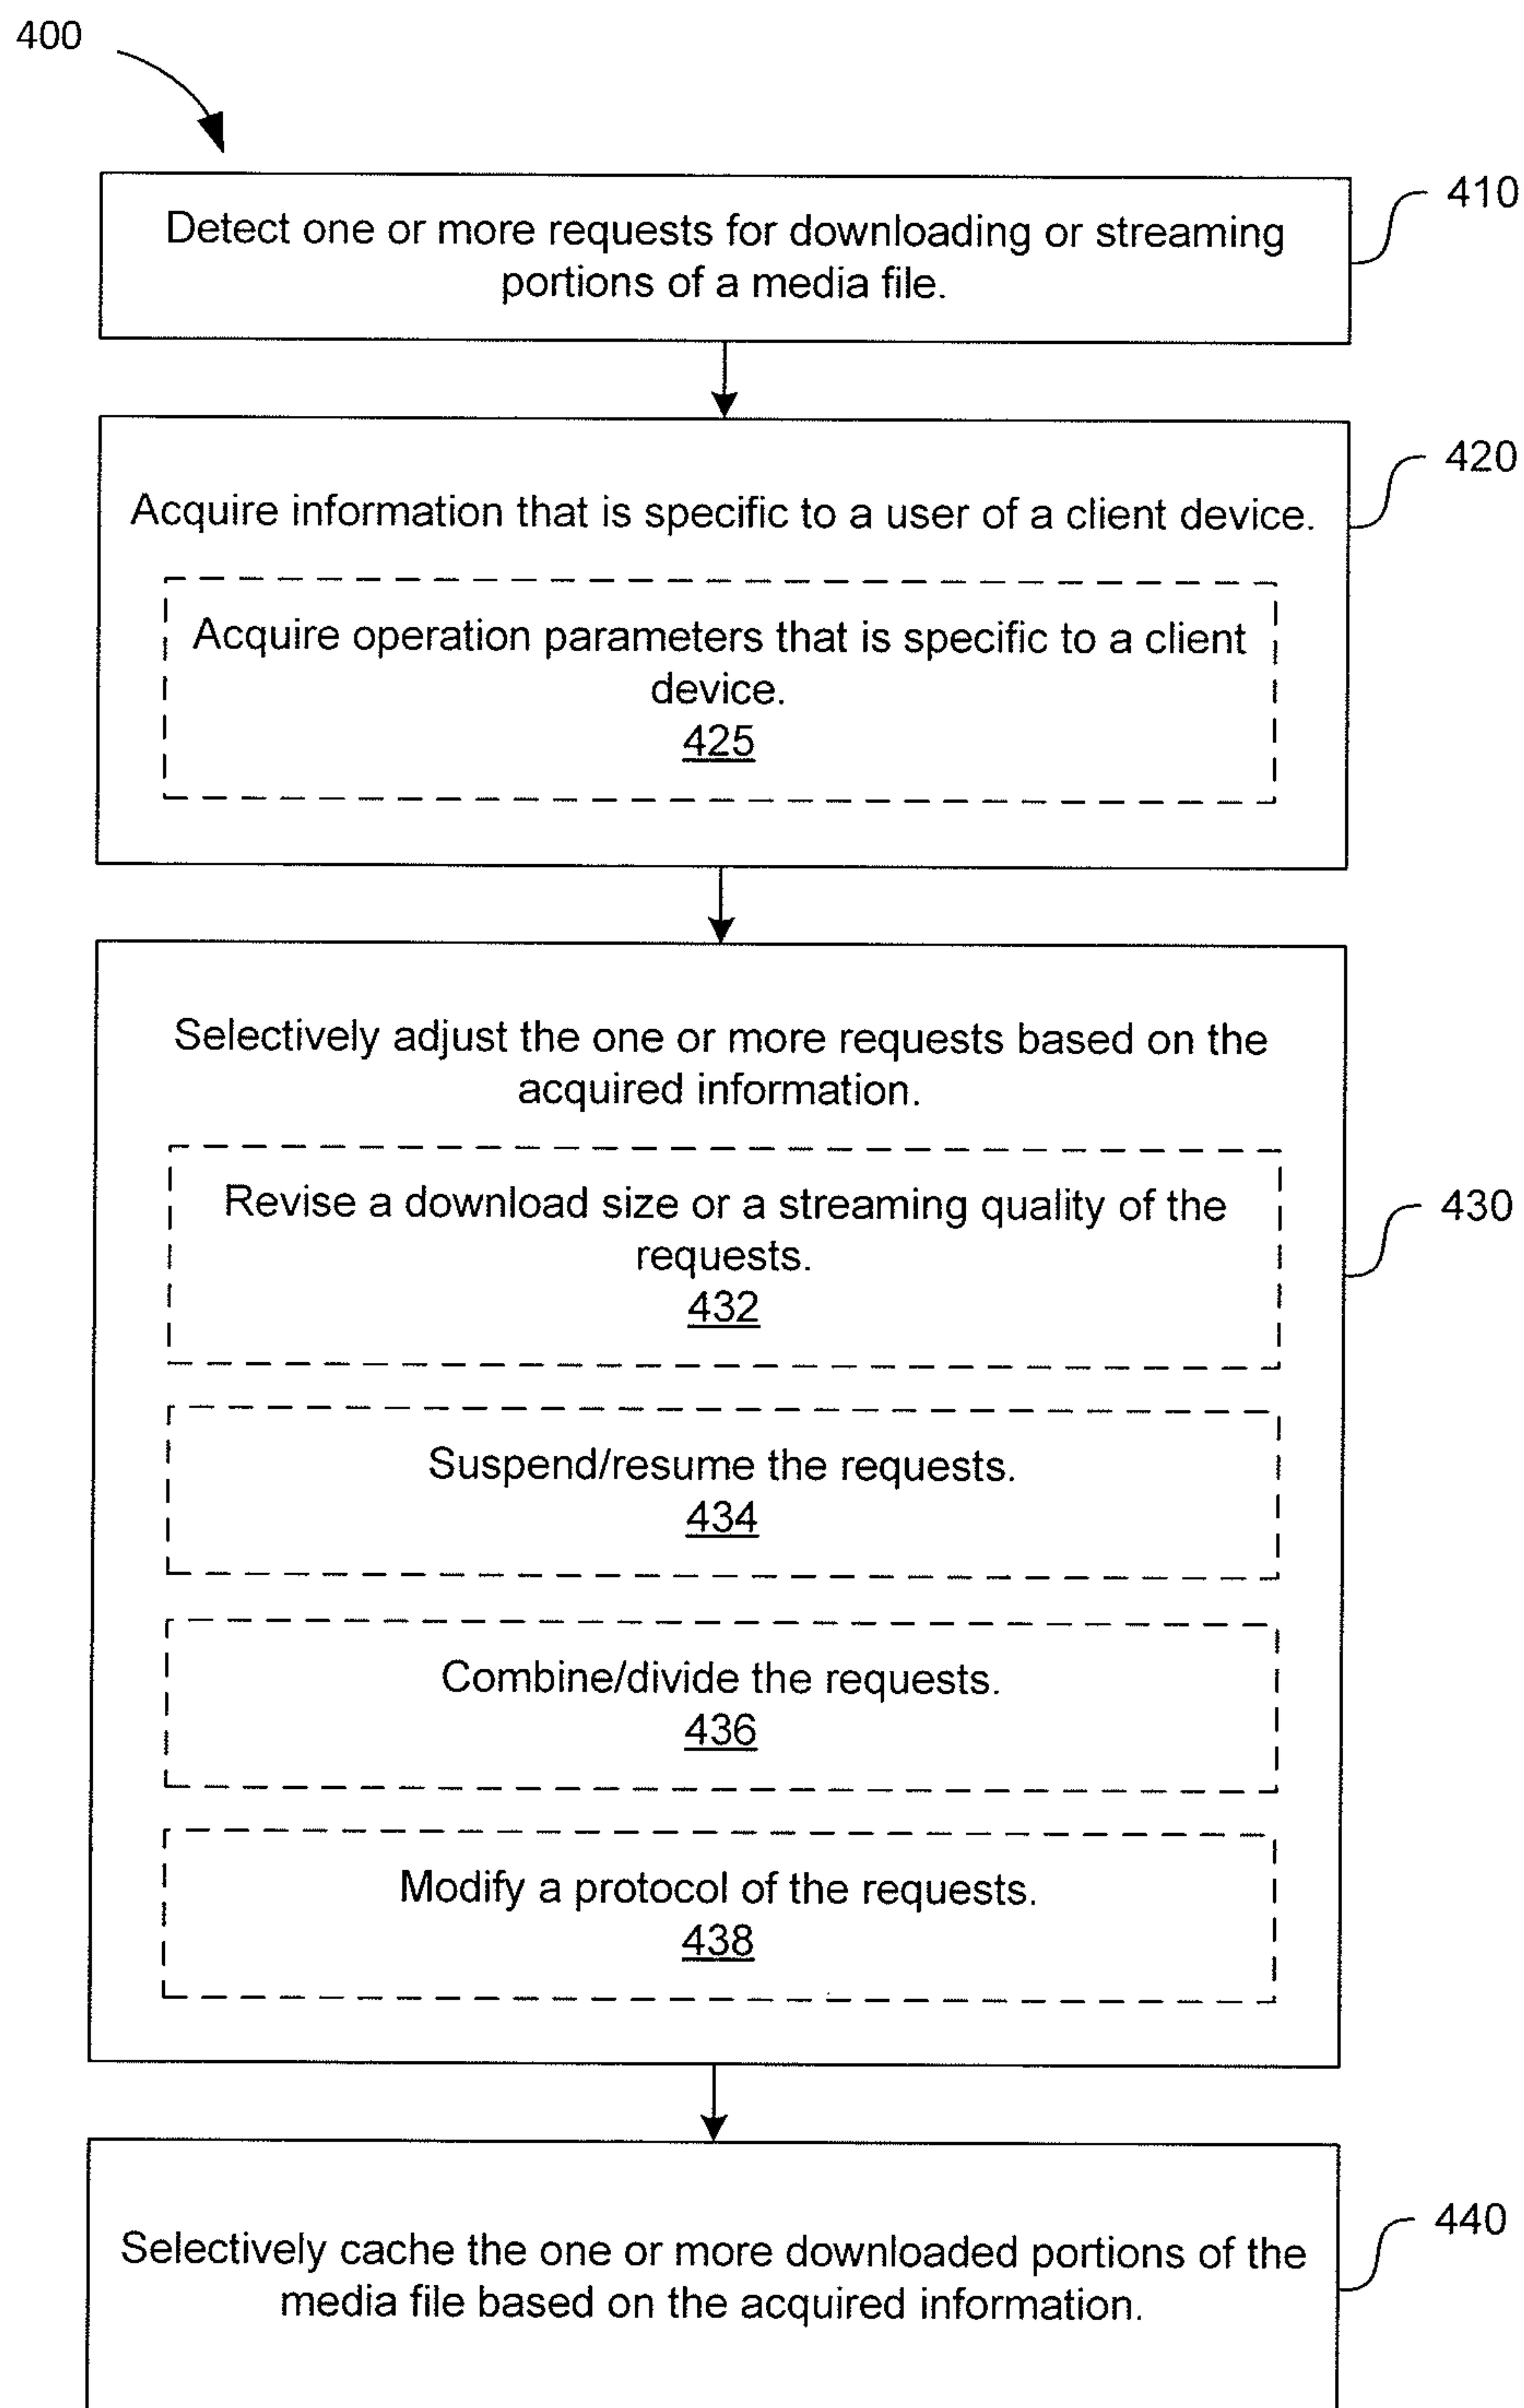 400
410
Detect one or more requests for downloading or streaming
portions of a media file.
420
Acquire information that is specific to a user of a client device.
Acquire operation parameters that is specific to a client
device.
425
Selectively adjust the one or more requests based on the
acquired information.
430
Revise a download size or a streaming quality of the
requests.
432
Suspend/resume the requests.
434
Combine/divide the requests.
436
Modify a protocol of the requests.
438
440
Selectively cache the one or more downloaded portions of the
media file based on the acquired information.